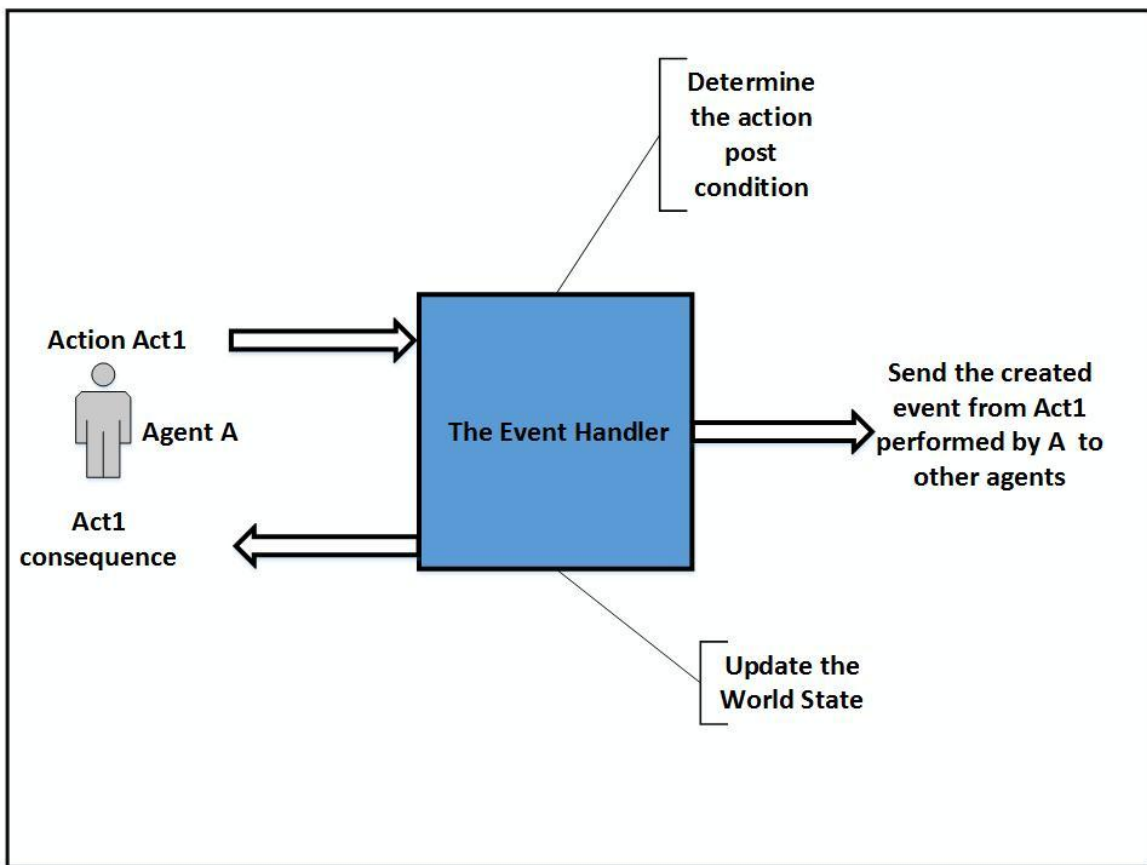 Determine
the action
post
condition
Action Act1
Agent A
The Event Handler
Send the created
event from Act1
performed by A  to
other agents
Act1
consequence
Update the
World State